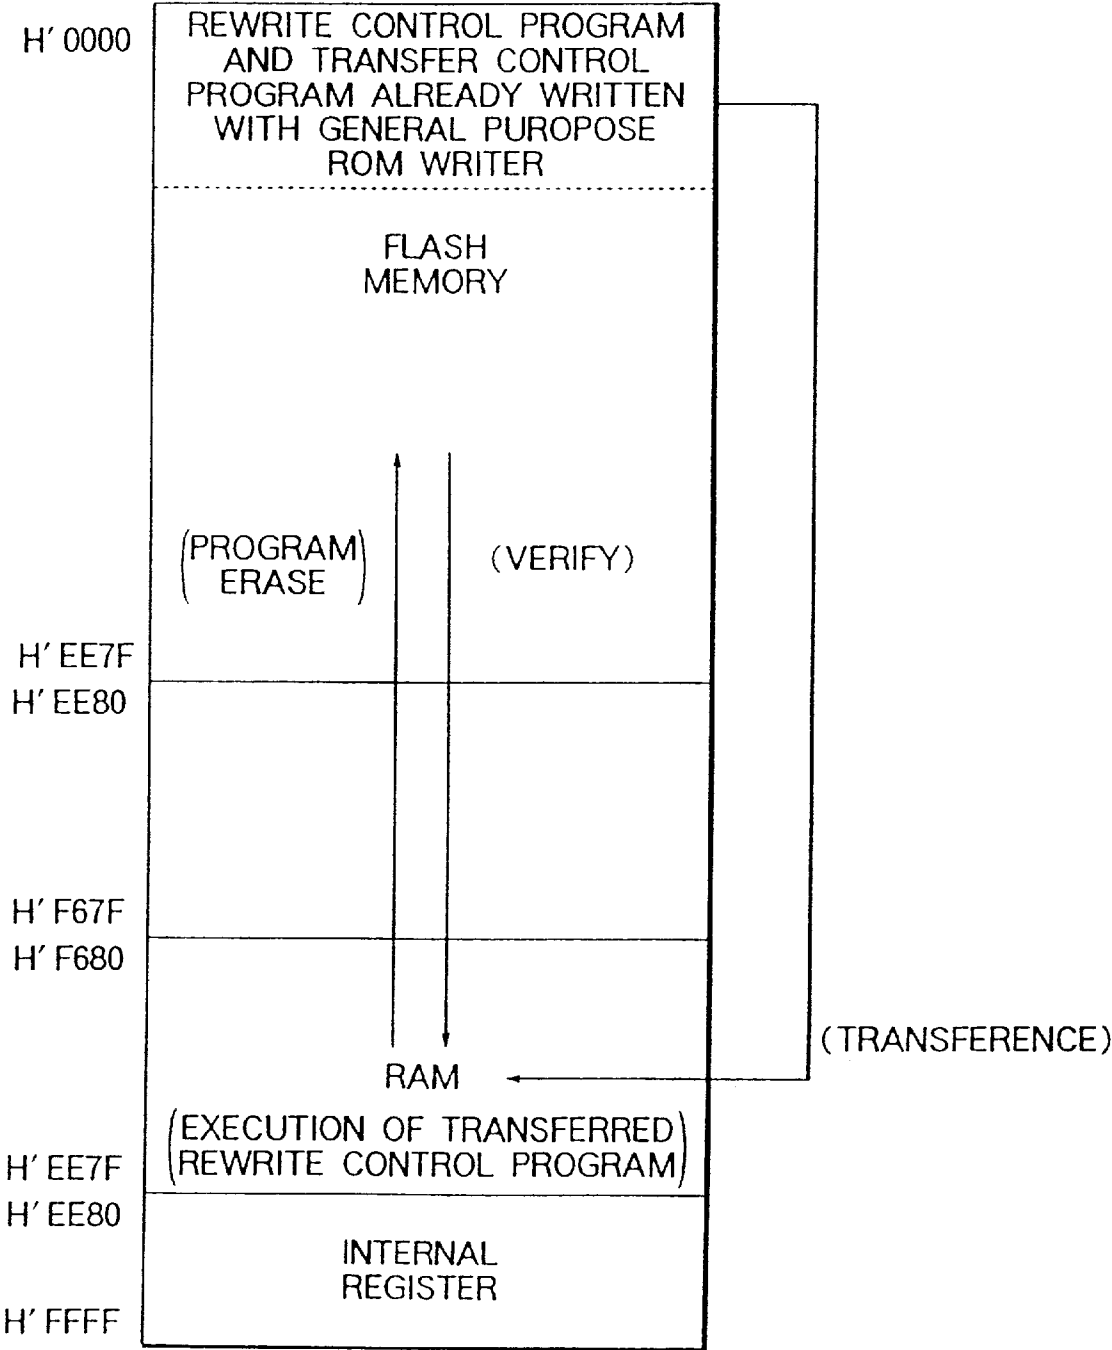 H' 0000
REWRITE CONTROL PROGRAM
AND TRANSFER CONTROL
PROGRAM ALREADY WRITTEN
WITH GENERAL PUROPOSE
ROM WRITER
FLASH
MEMORY
(PROGRAM
ERASE)
(VERIFY)
H' EE7F
H' EE80
H' F67F
H' F680
(TRANSFERENCE)
RAM
(EXECUTION OF TRANSFERRED
REWRITE CONTROL PROGRAM)
H' EE7F
H' EE80
INTERNAL
REGISTER
H' FFFF